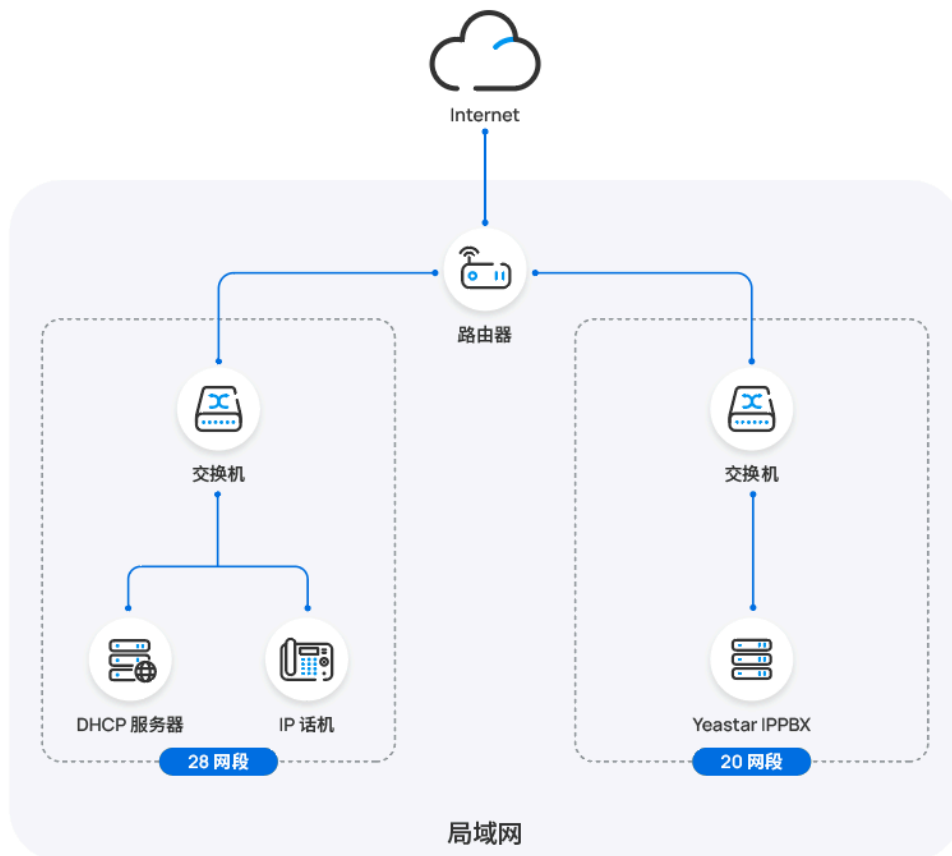 Internet
路由器
交换机
交换机
DHCP 服务器
IP 话机
Yeastar IPPBX
28 网段
20 网段
局域网